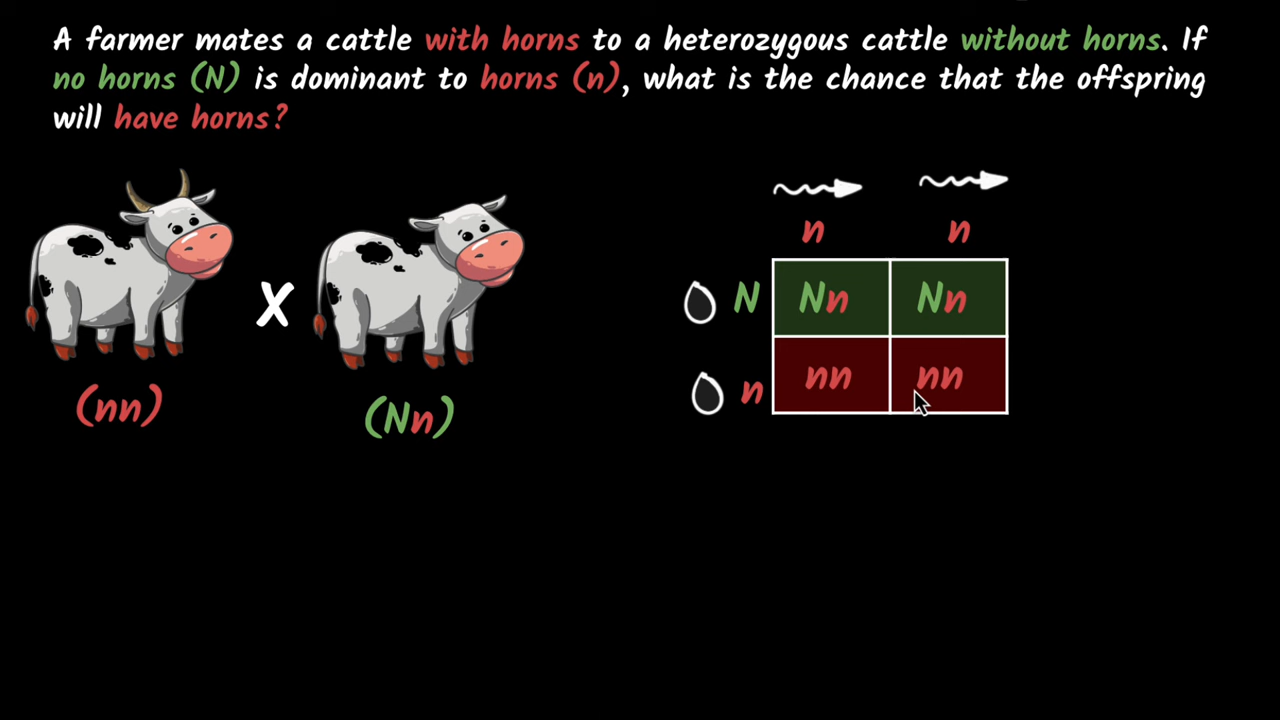 A farmer mates a cattle with horns to a heterozygous cattle without horns. If
no horns (N) is dominant to horns (n), what is the chance that the offspring
will have horns?
n n
X
N Nn Nn
n nn nn
(nn) (Nn)